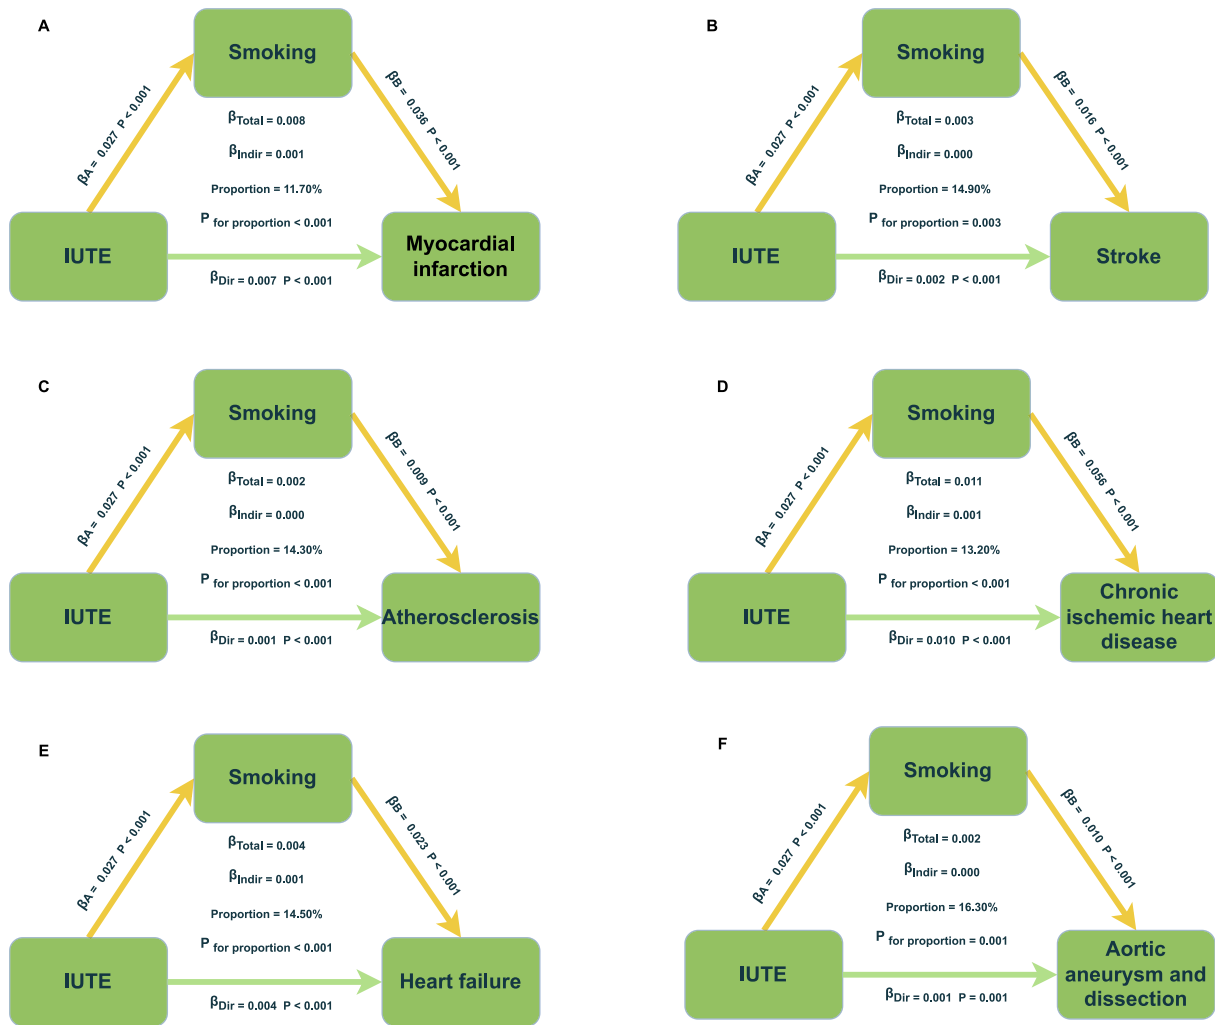 A
Smoking
βA = 0.027 P < 0.001
βB = 0.036 P < 0.001
βTotal = 0.008
βIndir = 0.001
Proportion = 11.70%
P for proportion < 0.001
IUTE
Myocardial
infarction
βDir = 0.007 P < 0.001
B
Smoking
βA = 0.027 P < 0.001
βB = 0.016 P < 0.001
βTotal = 0.003
βIndir = 0.000
Proportion = 14.90%
P for proportion = 0.003
IUTE
Stroke
βDir = 0.002 P < 0.001
C
Smoking
βA = 0.027 P < 0.001
βB = 0.009 P < 0.001
βTotal = 0.002
βIndir = 0.000
Proportion = 14.30%
P for proportion < 0.001
IUTE
Atherosclerosis
βDir = 0.001 P < 0.001
D
Smoking
βA = 0.027 P < 0.001
βB = 0.056 P < 0.001
βTotal = 0.011
βIndir = 0.001
Proportion = 13.20%
P for proportion < 0.001
IUTE
Chronic
ischemic heart
disease
βDir = 0.010 P < 0.001
E
Smoking
βA = 0.027 P < 0.001
βB = 0.023 P < 0.001
βTotal = 0.004
βIndir = 0.001
Proportion = 14.50%
P for proportion < 0.001
IUTE
Heart failure
βDir = 0.004 P < 0.001
F
Smoking
βA = 0.027 P < 0.001
βB = 0.010 P < 0.001
βTotal = 0.002
βIndir = 0.000
Proportion = 16.30%
P for proportion = 0.001
IUTE
Aortic
aneurysm and
dissection
βDir = 0.001 P = 0.001